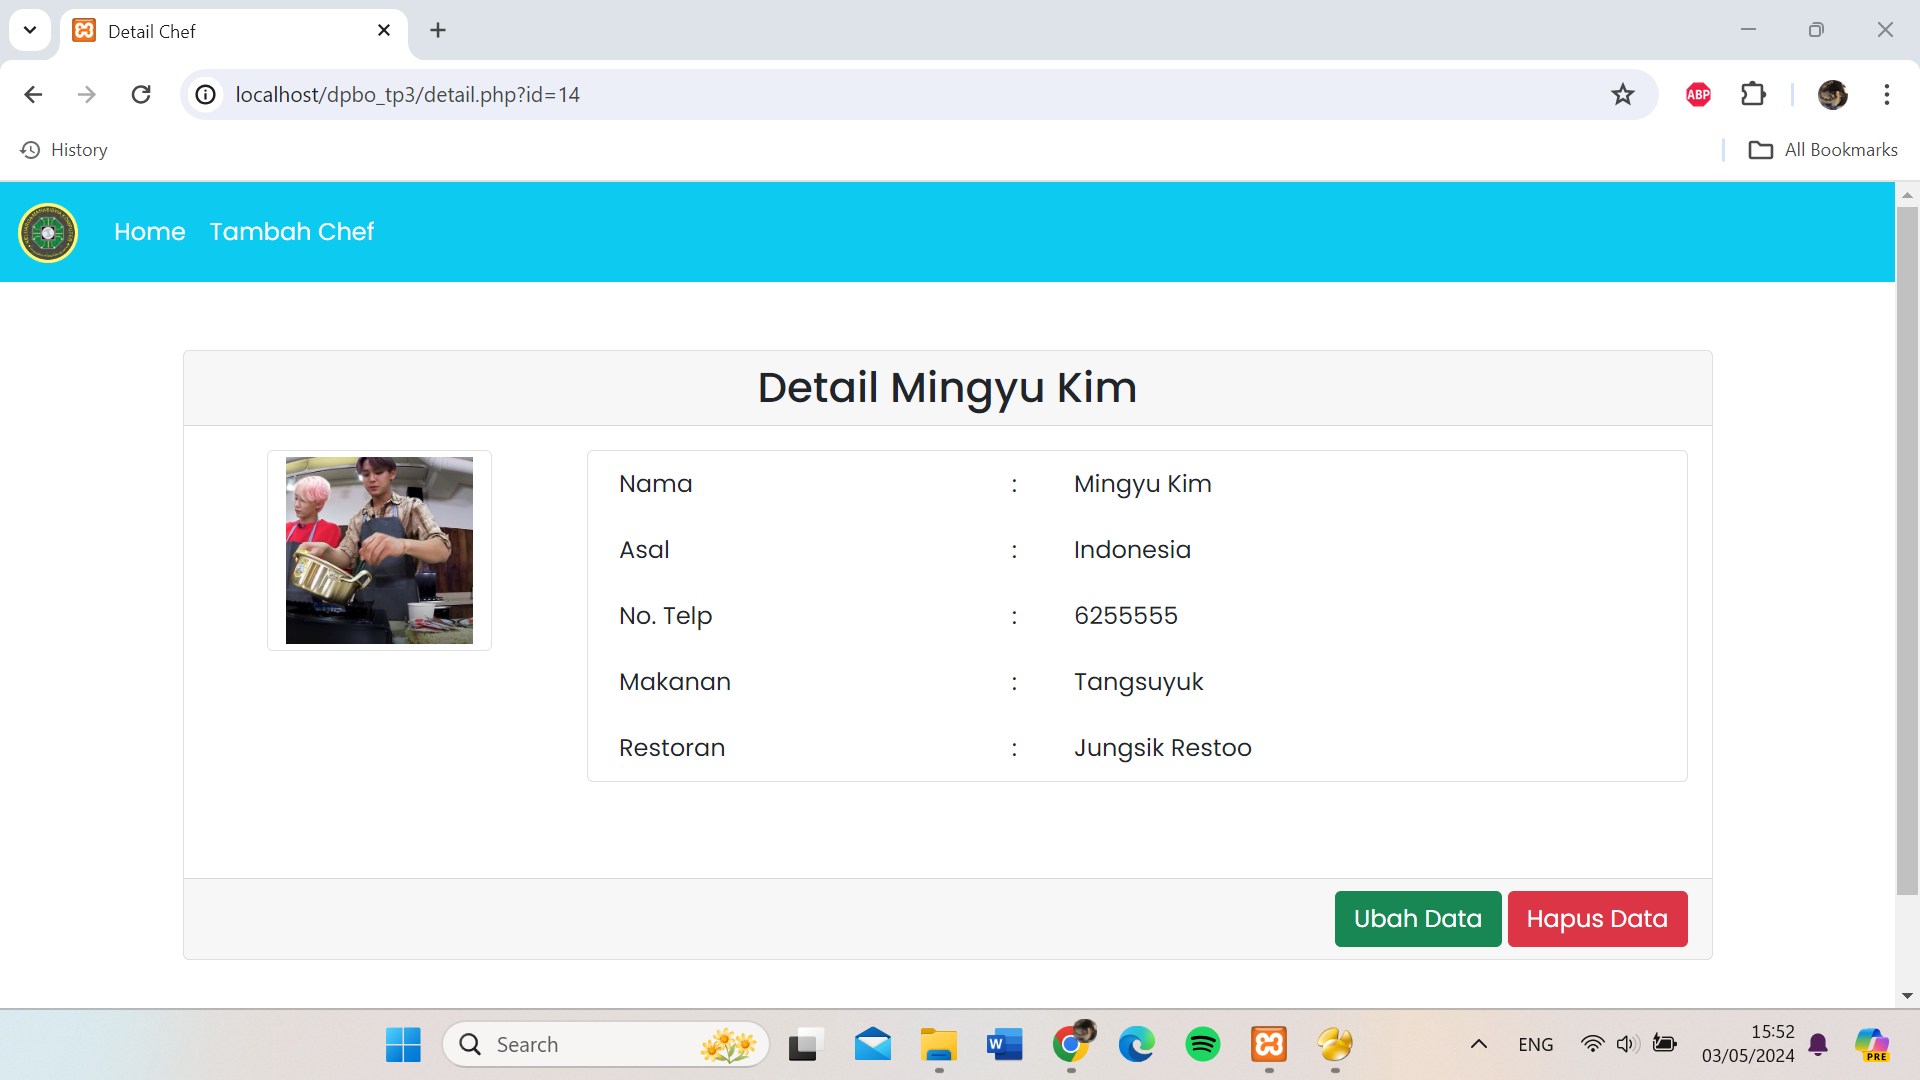 Detail Chef
localhost/dpbo_tp3/detail.php?id=14
ABP
History
All Bookmarks
Home Tambah Chef
Detail Mingyu Kim
Nama : Mingyu Kim
Asal : Indonesia
No. Telp : 6255555
Makanan : Tangsuyuk
Restoran : Jungsik Restoo
Ubah Data Hapus Data
Search
W
ENG
15:52
03/05/2024
PRE